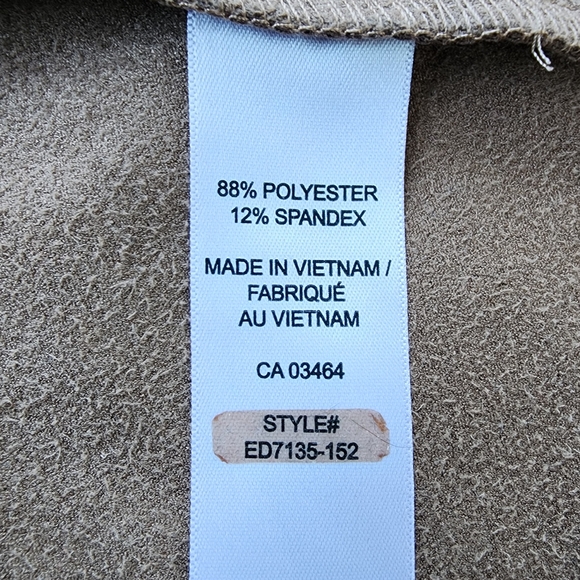 88% POLYESTER
12% SPANDEX
MADE IN VIETNAM /
FABRIQUÉ
AU VIETNAM
CA 03464
STYLE#
ED7135-152